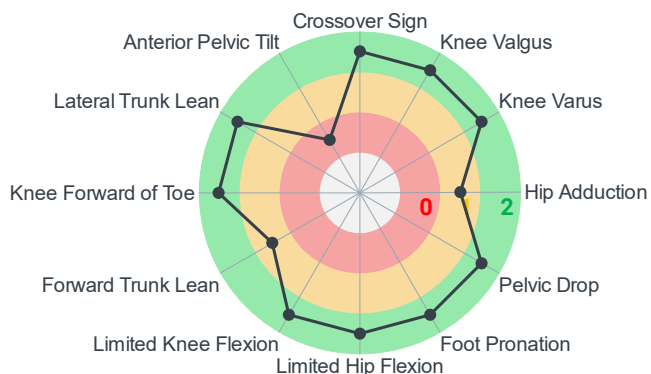 Crossover Sign
Anterior Pelvic Tilt
Knee Valgus
Lateral Trunk Lean
Knee Varus
Knee Forward of Toe
Hip Adduction
0
1
2
Forward Trunk Lean
Pelvic Drop
Limited Knee Flexion
Foot Pronation
Limited Hip Flexion